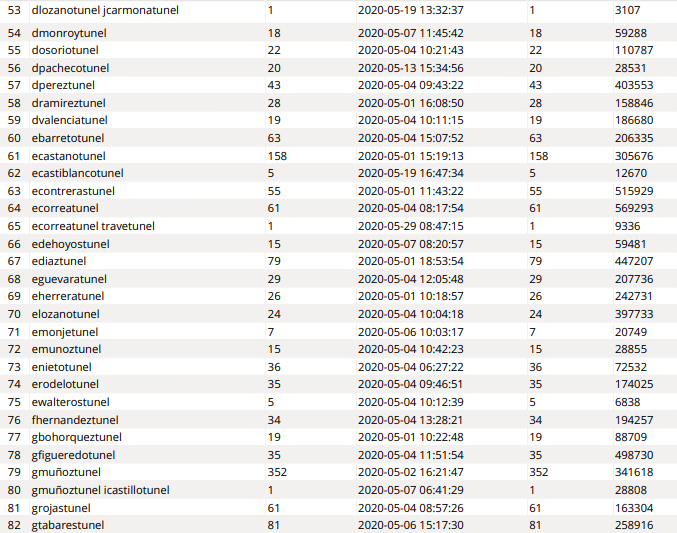 53 dlozanotunel jcarmonatunel 1 2020-05-19 13:32:37 1 3107
54 dmonroytunel 18 2020-05-07 11:45:42 18 59288
55 dosoriotunel 22 2020-05-04 10:21:43 22 110787
56 dpachecotunel 20 2020-05-13 15:34:56 20 28531
57 dpereztunel 43 2020-05-04 09:43:22 43 403553
58 dramireztunel 28 2020-05-01 16:08:50 28 158846
59 dvalenciatunel 19 2020-05-04 10:11:15 19 186680
60 ebarretotunel 63 2020-05-04 15:07:52 63 206335
61 ecastanotunel 158 2020-05-01 15:19:13 158 305676
62 ecastiblancotunel 5 2020-05-19 16:47:34 5 12670
63 econtrerastunel 55 2020-05-01 11:43:22 55 515929
64 ecorreatunel 61 2020-05-04 08:17:54 61 569293
65 ecorreatunel travetunel 1 2020-05-29 08:47:15 1 9336
66 edehoyostunel 15 2020-05-07 08:20:57 15 59481
67 ediaztunel 79 2020-05-01 18:53:54 79 447207
68 eguevaratunel 29 2020-05-04 12:05:48 29 207736
69 eherreratunel 26 2020-05-01 10:18:57 26 242731
70 elozanotunel 24 2020-05-04 10:04:18 24 397733
71 emonjetunel 7 2020-05-06 10:03:17 7 20749
72 emunoztunel 15 2020-05-04 10:42:23 15 28855
73 enietotunel 36 2020-05-04 06:27:22 36 72532
74 erodelotunel 35 2020-05-04 09:46:51 35 174025
75 ewalterostunel 5 2020-05-04 10:12:39 5 6838
76 fhernandeztunel 34 2020-05-04 13:28:21 34 194257
77 gbohorqueztunel 19 2020-05-01 10:22:48 19 88709
78 gfigueredotunel 35 2020-05-04 11:51:54 35 498730
79 gmuñoztunel 352 2020-05-02 16:21:47 352 341618
80 gmuñoztunel icastillotunel 1 2020-05-07 06:41:29 1 28808
81 grojastunel 61 2020-05-04 08:57:26 61 163304
82 gtabarestunel 81 2020-05-06 15:17:30 81 258916